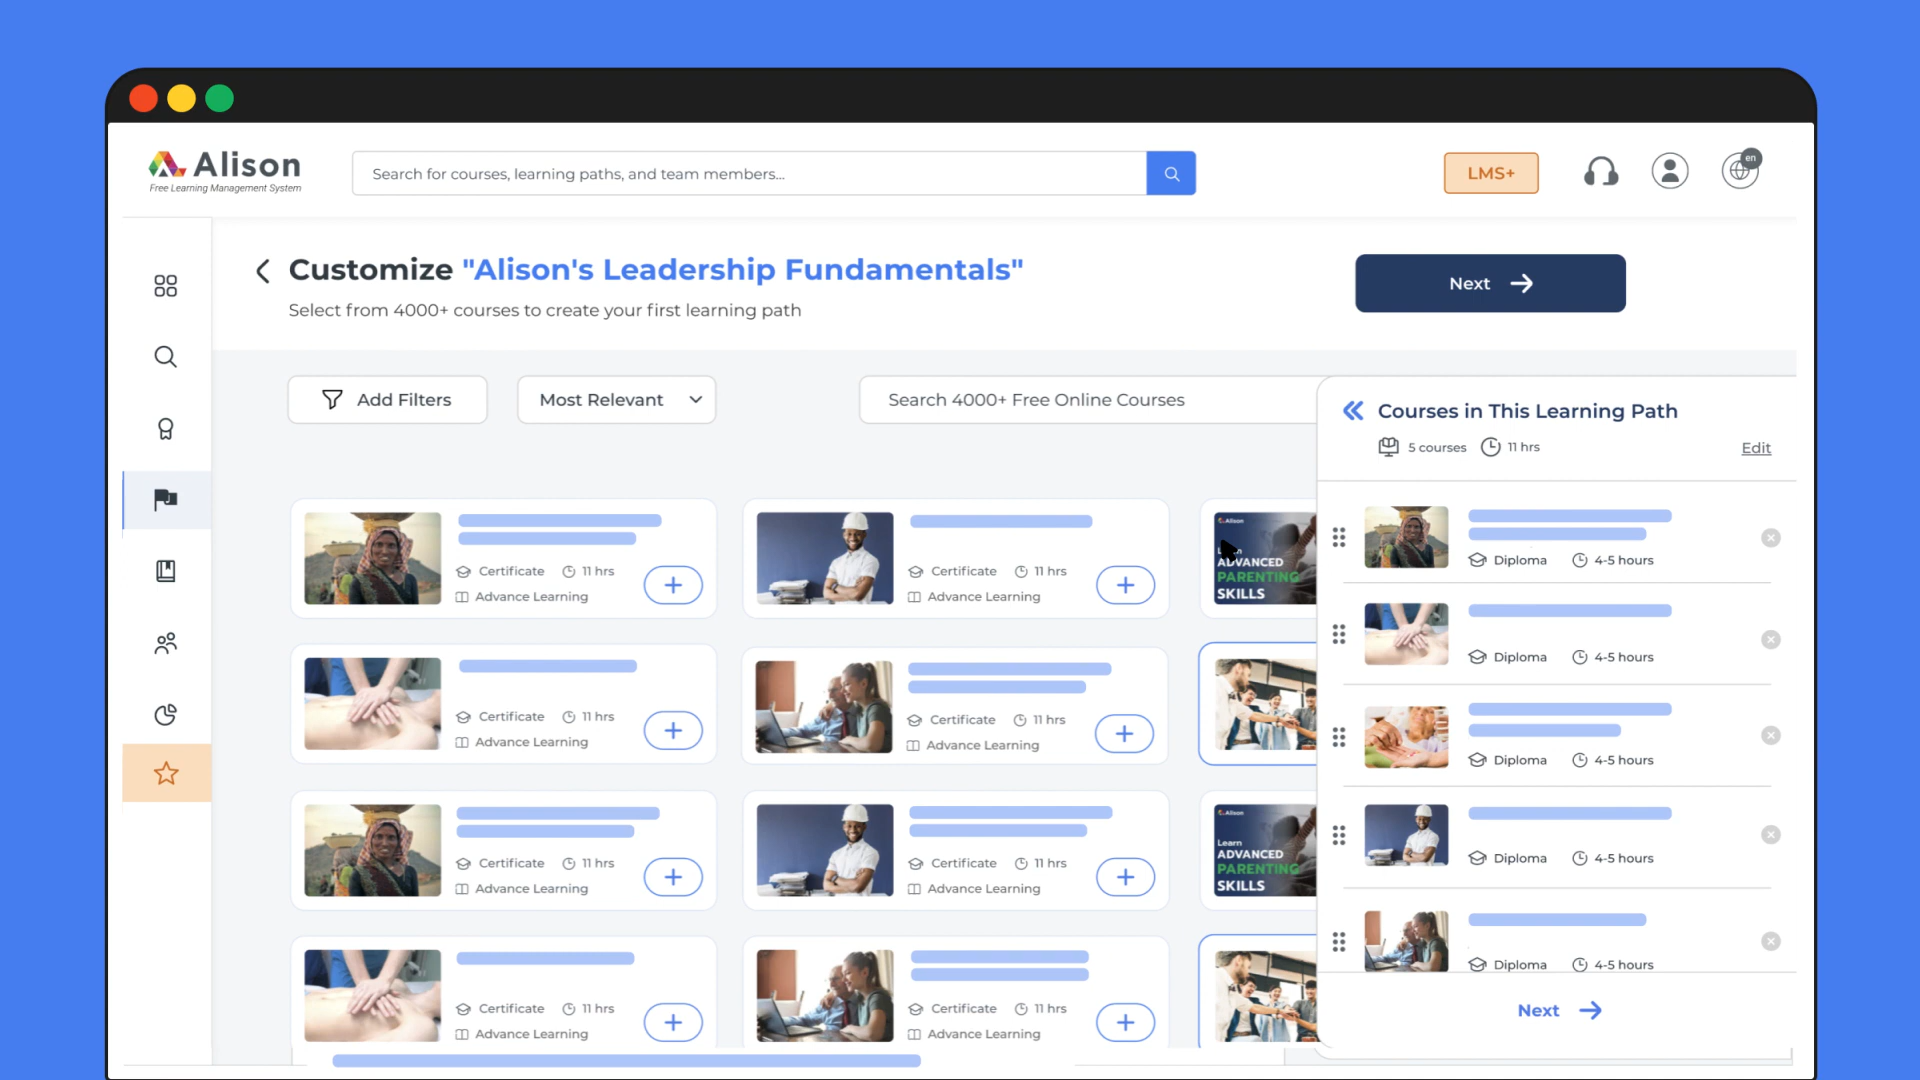 Alison
Free Learning Management System
Search for courses, learning paths, and team members...
LMS+
en
Customize "Alison's Leadership Fundamentals"
Select from 4000+ courses to create your first learning path
Next
Add Filters
Most Relevant
Search 4000+ Free Online Courses
Courses in This Learning Path
5 courses
11 hrs
Edit
Certificate 11 hrs
Advance Learning
Certificate 11 hrs
Advance Learning
Alison
ADVANCED
PARENTING
SKILLS
Certificate 11 hrs
Advance Learning
Certificate 11 hrs
Advance Learning
Certificate 11 hrs
Advance Learning
Certificate 11 hrs
Advance Learning
Alison
Learn
ADVANCED
PARENTING
SKILLS
Certificate 11 hrs
Advance Learning
Certificate 11 hrs
Advance Learning
Diploma 4-5 hours
Diploma 4-5 hours
Diploma 4-5 hours
Diploma 4-5 hours
Diploma 4-5 hours
Next